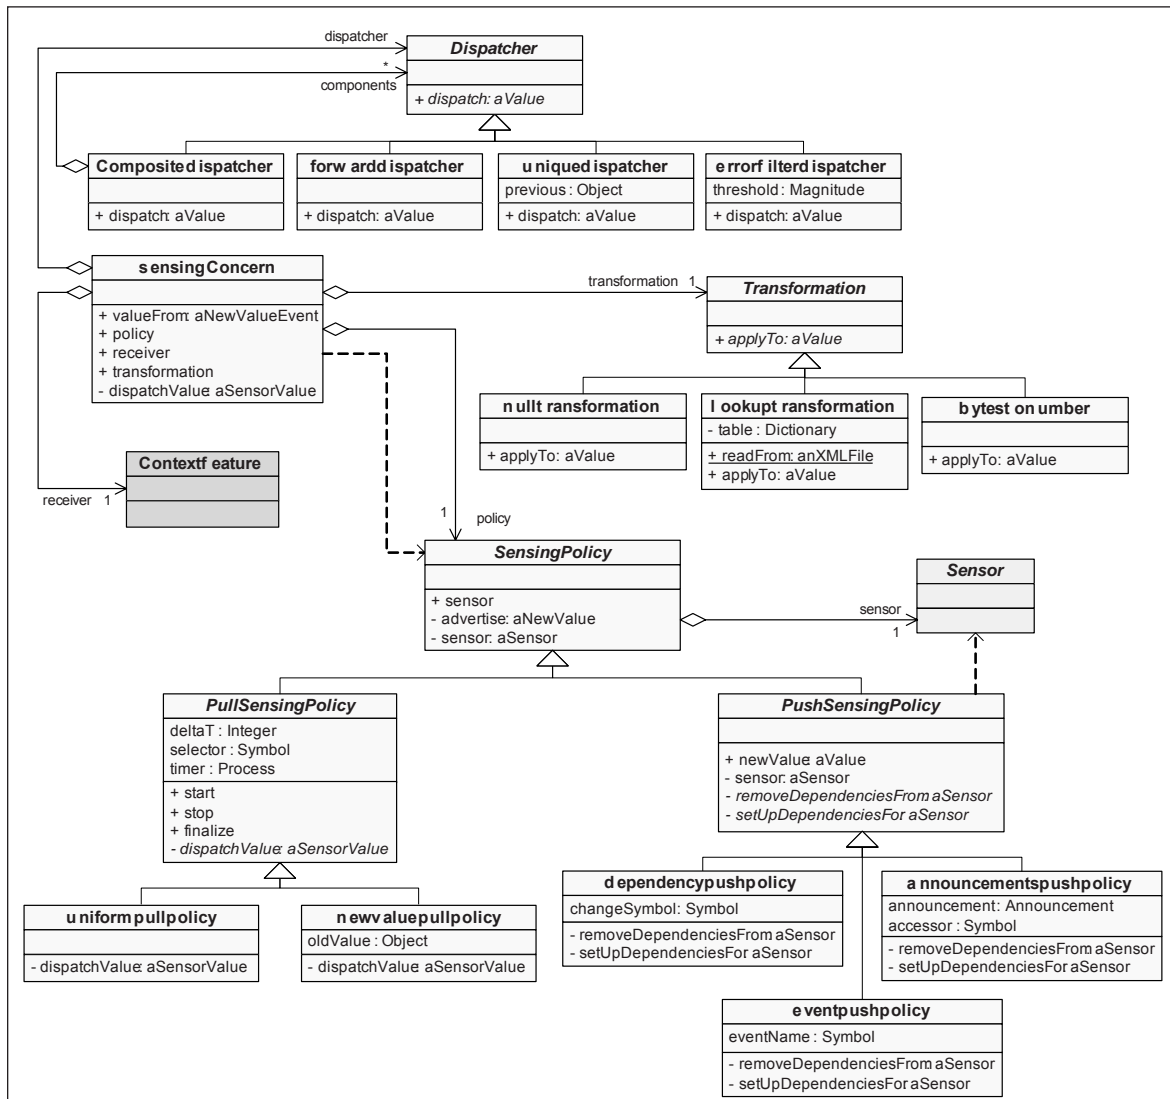 dispatcher
Dispatcher
*
components
+ dispatch: aValue
Compositedispatcher
+ dispatch: aValue
forwarddispatcher
+ dispatch: aValue
uniquedispatcher
previous : Object
+ dispatch: aValue
errorfilterdispatcher
threshold : Magnitude
+ dispatch: aValue
sensingConcern
+ valueFrom: aNewValueEvent
+ policy
+ receiver
+ transformation
- dispatchValue: aSensorValue
transformation 1
Transformation
+ applyTo: aValue
nulltransformation
+ applyTo: aValue
lookuptransformation
- table : Dictionary
+ readFrom: anXMLFile
+ applyTo: aValue
bytestonumber
+ applyTo: aValue
Contextfeature
receiver 1
1 policy
SensingPolicy
+ sensor
- advertise: aNewValue
- sensor: aSensor
sensor
1
Sensor
PullSensingPolicy
deltaT : Integer
selector : Symbol
timer : Process
+ start
+ stop
+ finalize
- dispatchValue: aSensorValue
PushSensingPolicy
+ newValue: aValue
- sensor: aSensor
- removeDependenciesFrom: aSensor
- setUpDependenciesFor: aSensor
uniformpullpolicy
- dispatchValue: aSensorValue
newvaluepullpolicy
oldValue : Object
- dispatchValue: aSensorValue
dependencypushpolicy
changeSymbol: Symbol
- removeDependenciesFrom: aSensor
- setUpDependenciesFor: aSensor
announcementspushpolicy
announcement: Announcement
accessor : Symbol
- removeDependenciesFrom: aSensor
- setUpDependenciesFor: aSensor
eventpushpolicy
eventName : Symbol
- removeDependenciesFrom: aSensor
- setUpDependenciesFor: aSensor